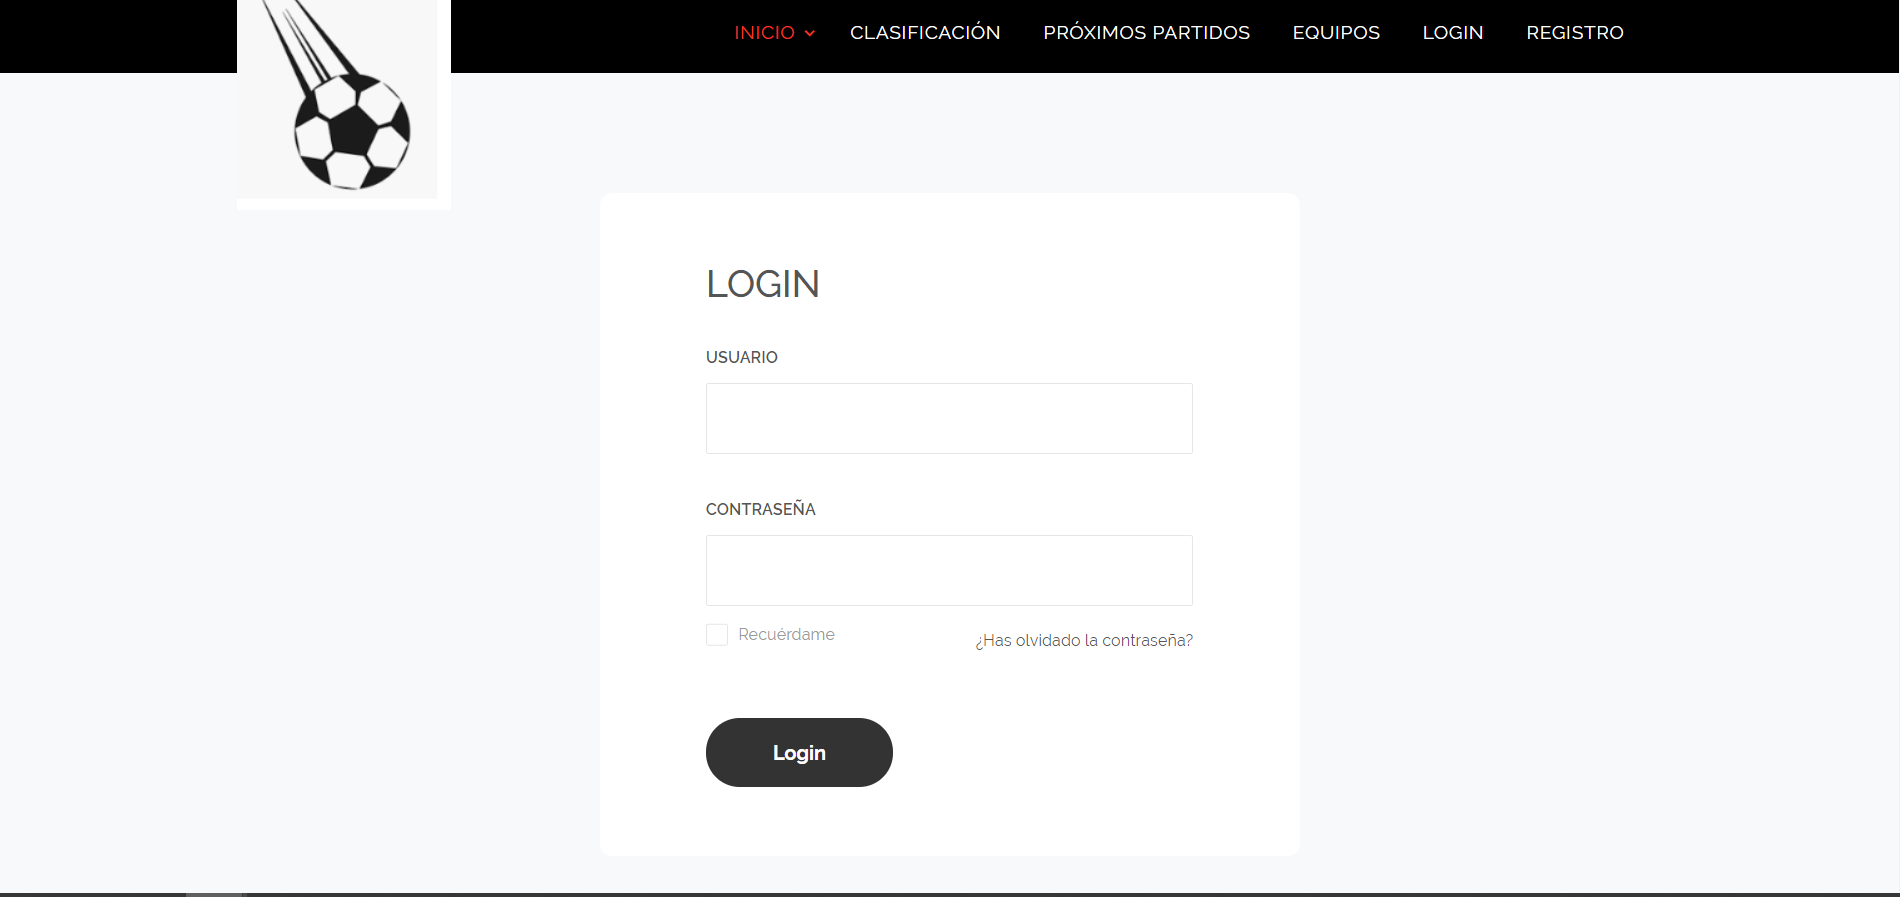 INICIO CLASIFICACIÓN PRÓXIMOS PARTIDOS EQUIPOS LOGIN REGISTRO
LOGIN
USUARIO
CONTRASEÑA
Recuérdame ¿Has olvidado la contraseña?
Login